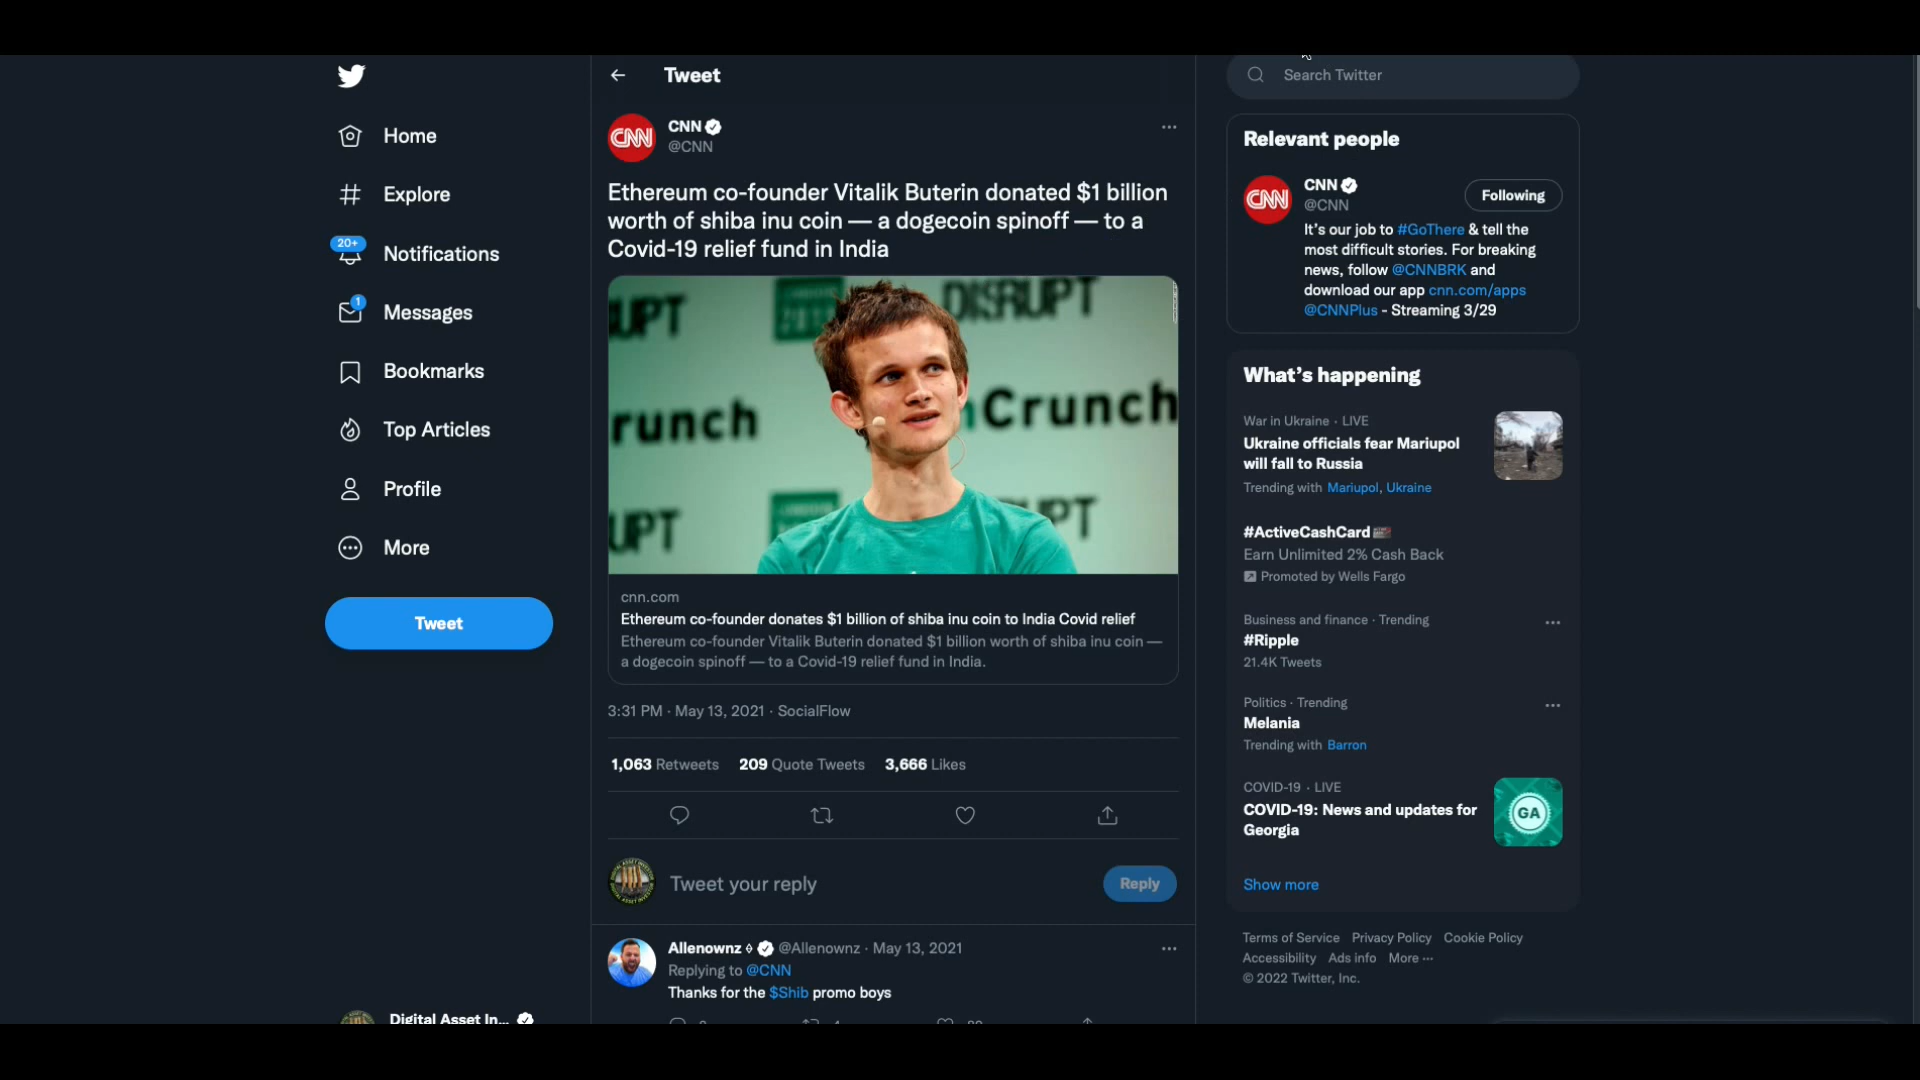 Home
Explore
20+
Notifications
1
Messages
Bookmarks
Top Articles
Profile
More
Tweet
Digital Asset In...
Tweet
CNN
CNN
@CNN
Ethereum co-founder Vitalik Buterin donated $1 billion
worth of shiba inu coin — a dogecoin spinoff — to a
Covid-19 relief fund in India
UPT
DISRUPT
runch
nCrunch
UPT
UPT
cnn.com
Ethereum co-founder donates $1 billion of shiba inu coin to India Covid relief
Ethereum co-founder Vitalik Buterin donated $1 billion worth of shiba inu coin —
a dogecoin spinoff — to a Covid-19 relief fund in India.
3:31 PM · May 13, 2021 · SocialFlow
1,063 Retweets 209 Quote Tweets 3,666 Likes
Tweet your reply
Reply
Allenownz @Allenownz · May 13, 2021
Replying to @CNN
Thanks for the $Shib promo boys
Search Twitter
Relevant people
CNN
CNN
@CNN
Following
It's our job to #GoThere & tell the
most difficult stories. For breaking
news, follow @CNNBRK and
download our app cnn.com/apps
@CNNPlus - Streaming 3/29
What's happening
War in Ukraine · LIVE
Ukraine officials fear Mariupol
will fall to Russia
Trending with Mariupol, Ukraine
#ActiveCashCard
Earn Unlimited 2% Cash Back
Promoted by Wells Fargo
Business and finance · Trending
#Ripple
21.4K Tweets
Politics · Trending
Melania
Trending with Barron
COVID-19 · LIVE
COVID-19: News and updates for
Georgia
GA
Show more
Terms of Service Privacy Policy Cookie Policy
Accessibility Ads info More ···
© 2022 Twitter, Inc.